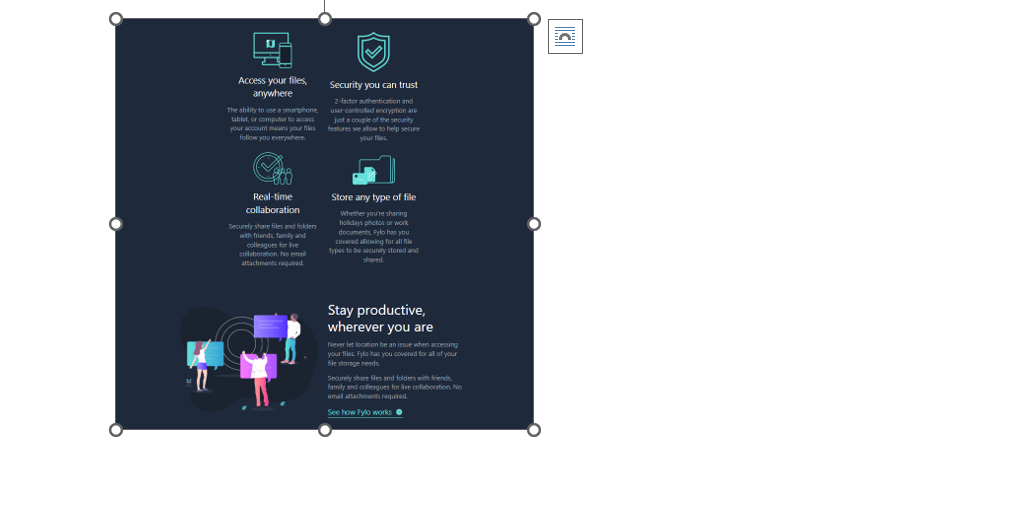 Access your files,
anywhere
The ability to use a smartphone,
tablet, or computer to access
your account means your files
follow you everywhere.
Security you can trust
2-factor authentication and
user-controlled encryption are
just a couple of the security
features we allow to help secure
your files.
Real-time
collaboration
Securely share files and folders
with friends, family and
colleagues for live
collaboration. No email
attachments required.
Store any type of file
Whether you're sharing
holidays photos or work
documents, Fylo has you
covered allowing for all file
types to be securely stored and
shared.
Stay productive,
wherever you are
Never let location be an issue when accessing
your files. Fylo has you covered for all of your
file storage needs.
Securely share files and folders with friends,
family and colleagues for live collaboration. No
email attachments required.
See how Fylo works